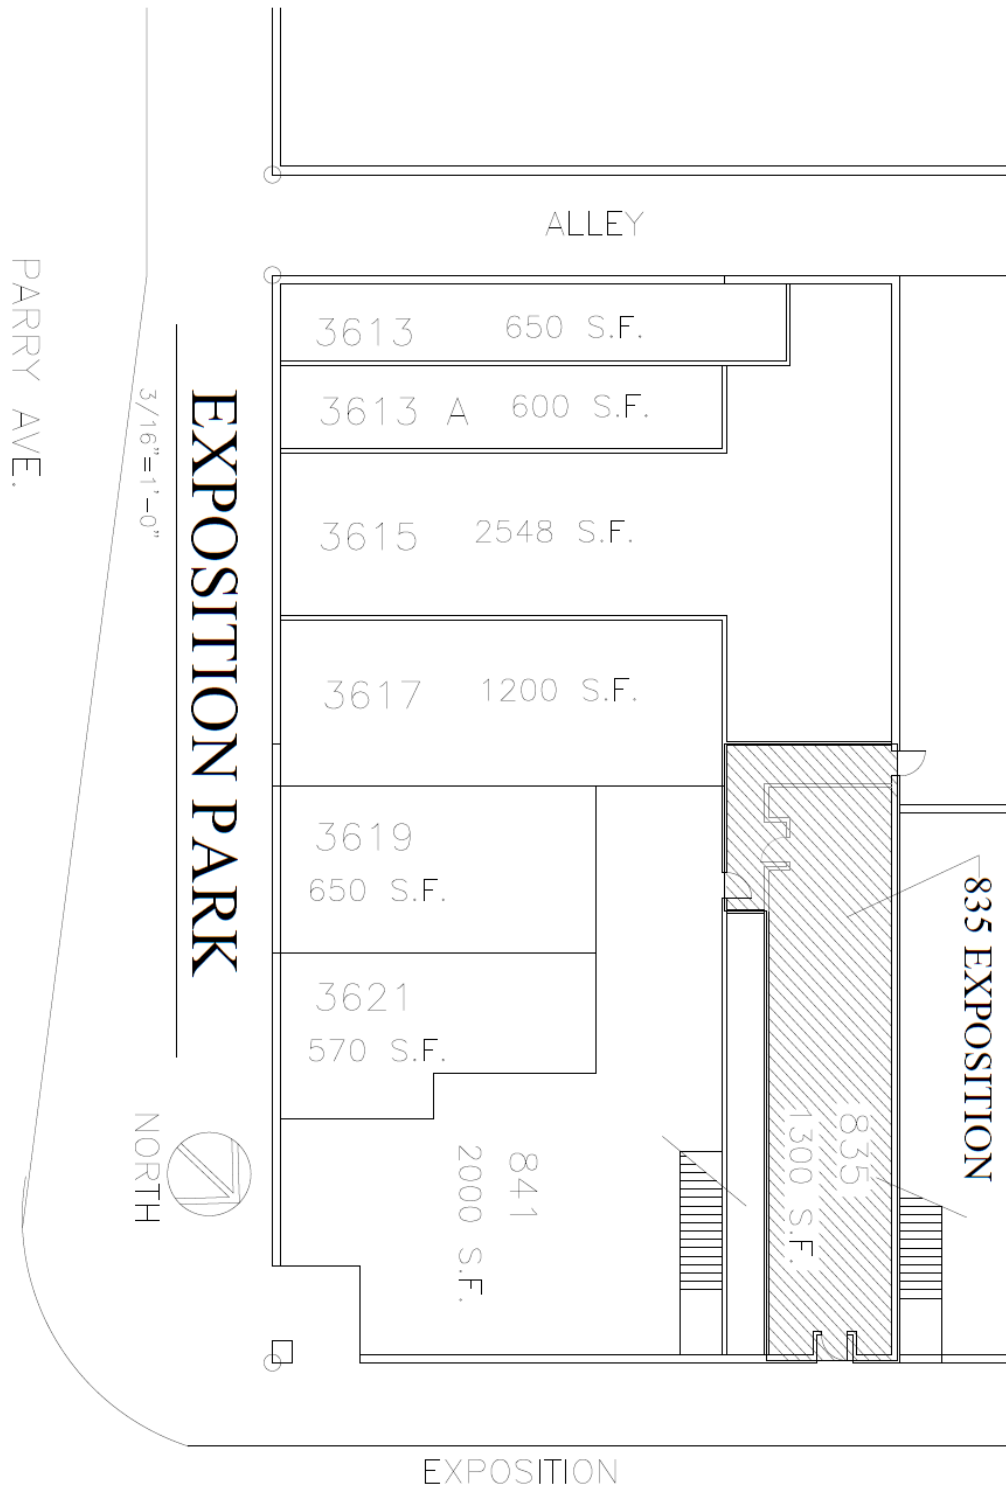 ALLEY
PARRY AVE.
3/16"=1'-0"
EXPOSITION PARK
3613 650 S.F.
3613 A 600 S.F.
3615 2548 S.F.
3617 1200 S.F.
3619
650 S.F.
3621
570 S.F.
841
2000 S.F.
835
1300 S.F.
835 EXPOSITION
NORTH
EXPOSITION